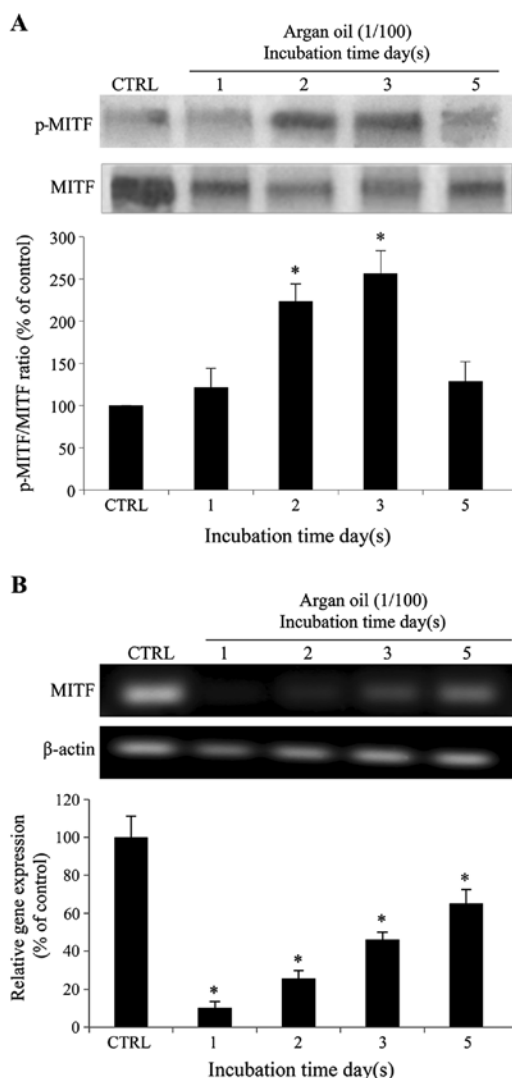 A
Argan oil (1/100)
Incubation time day(s)
CTRL 1 2 3 5
p-MITF
MITF
p-MITF/MITF ratio (% of control)
300
250
200
150
100
50
0
* *
CTRL 1 2 3 5
Incubation time day(s)
B
Argan oil (1/100)
Incubation time day(s)
CTRL 1 2 3 5
MITF
β-actin
Relative gene expression
(% of control)
120
100
80
60
40
20
0
* * * *
CTRL 1 2 3 5
Incubation time day(s)